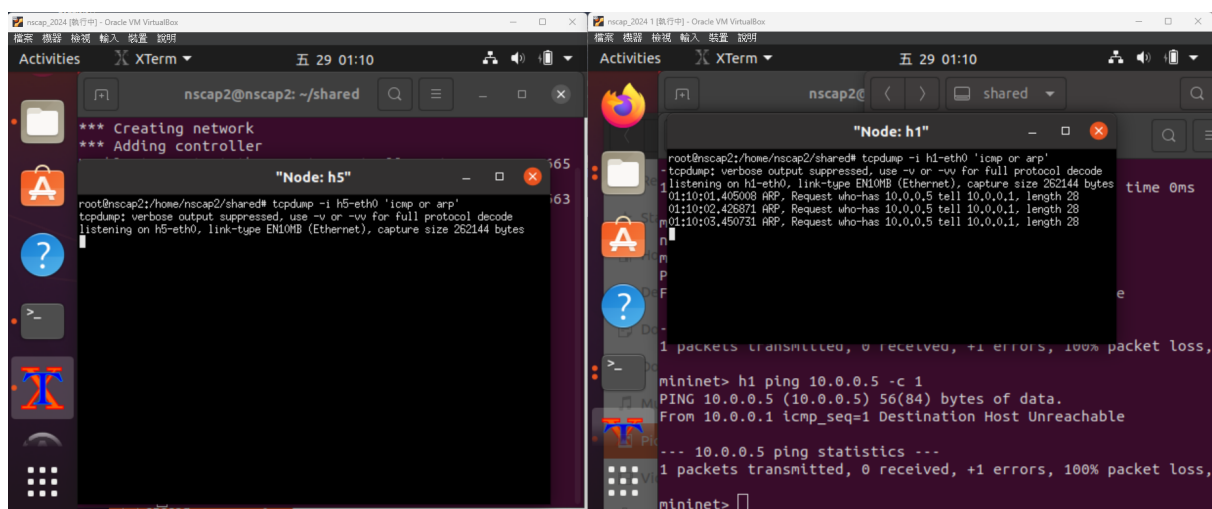 nscap_2024 [執行中] - Oracle VM VirtualBox
檔案 機器 檢視 輸入 裝置 說明
Activities XTerm 五 29 01:10
nscap2@nscap2: ~/shared
*** Creating network
*** Adding controller
665
63
"Node: h5"
root@nscap2:/home/nscap2/shared# tcpdump -i h5-eth0 'icmp or arp'
tcpdump: verbose output suppressed, use -v or -vv for full protocol decode
listening on h5-eth0, link-type EN10MB (Ethernet), capture size 262144 bytes
nscap_2024 1 [執行中] - Oracle VM VirtualBox
檔案 機器 檢視 輸入 裝置 說明
Activities XTerm 五 29 01:10
nscap2@ shared
"Node: h1"
root@nscap2:/home/nscap2/shared# tcpdump -i h1-eth0 'icmp or arp'
tcpdump: verbose output suppressed, use -v or -vv for full protocol decode
listening on h1-eth0, link-type EN10MB (Ethernet), capture size 262144 bytes
01:10:01.405008 ARP, Request who-has 10.0.0.5 tell 10.0.0.1, length 28
01:10:02.426871 ARP, Request who-has 10.0.0.5 tell 10.0.0.1, length 28
01:10:03.450731 ARP, Request who-has 10.0.0.5 tell 10.0.0.1, length 28
time 0ms
1 packets transmitted, 0 received, +1 errors, 100% packet loss,
mininet> h1 ping 10.0.0.5 -c 1
PING 10.0.0.5 (10.0.0.5) 56(84) bytes of data.
From 10.0.0.1 icmp_seq=1 Destination Host Unreachable
--- 10.0.0.5 ping statistics ---
1 packets transmitted, 0 received, +1 errors, 100% packet loss,
mininet>